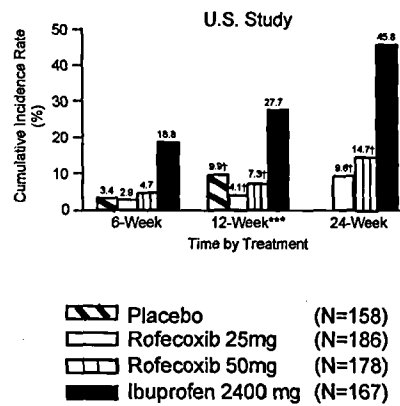 U.S. Study
Cumulative Incidence Rate
(%)
50
40
30
20
10
0
3.4
2.9
4.7
18.8
9.9†
4.1†
7.3†
27.7
9.6†
14.7†
45.8
6-Week
12-Week***
24-Week
Time by Treatment
Placebo (N=158)
Rofecoxib 25mg (N=186)
Rofecoxib 50mg (N=178)
Ibuprofen 2400 mg (N=167)